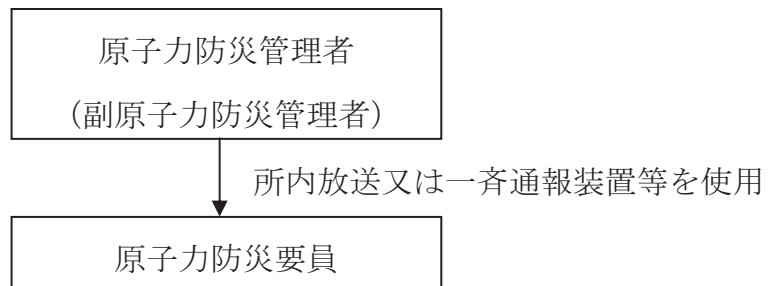 原子力防災管理者
（副原子力防災管理者）
所内放送又は一斉通報装置等を使用
原子力防災要員